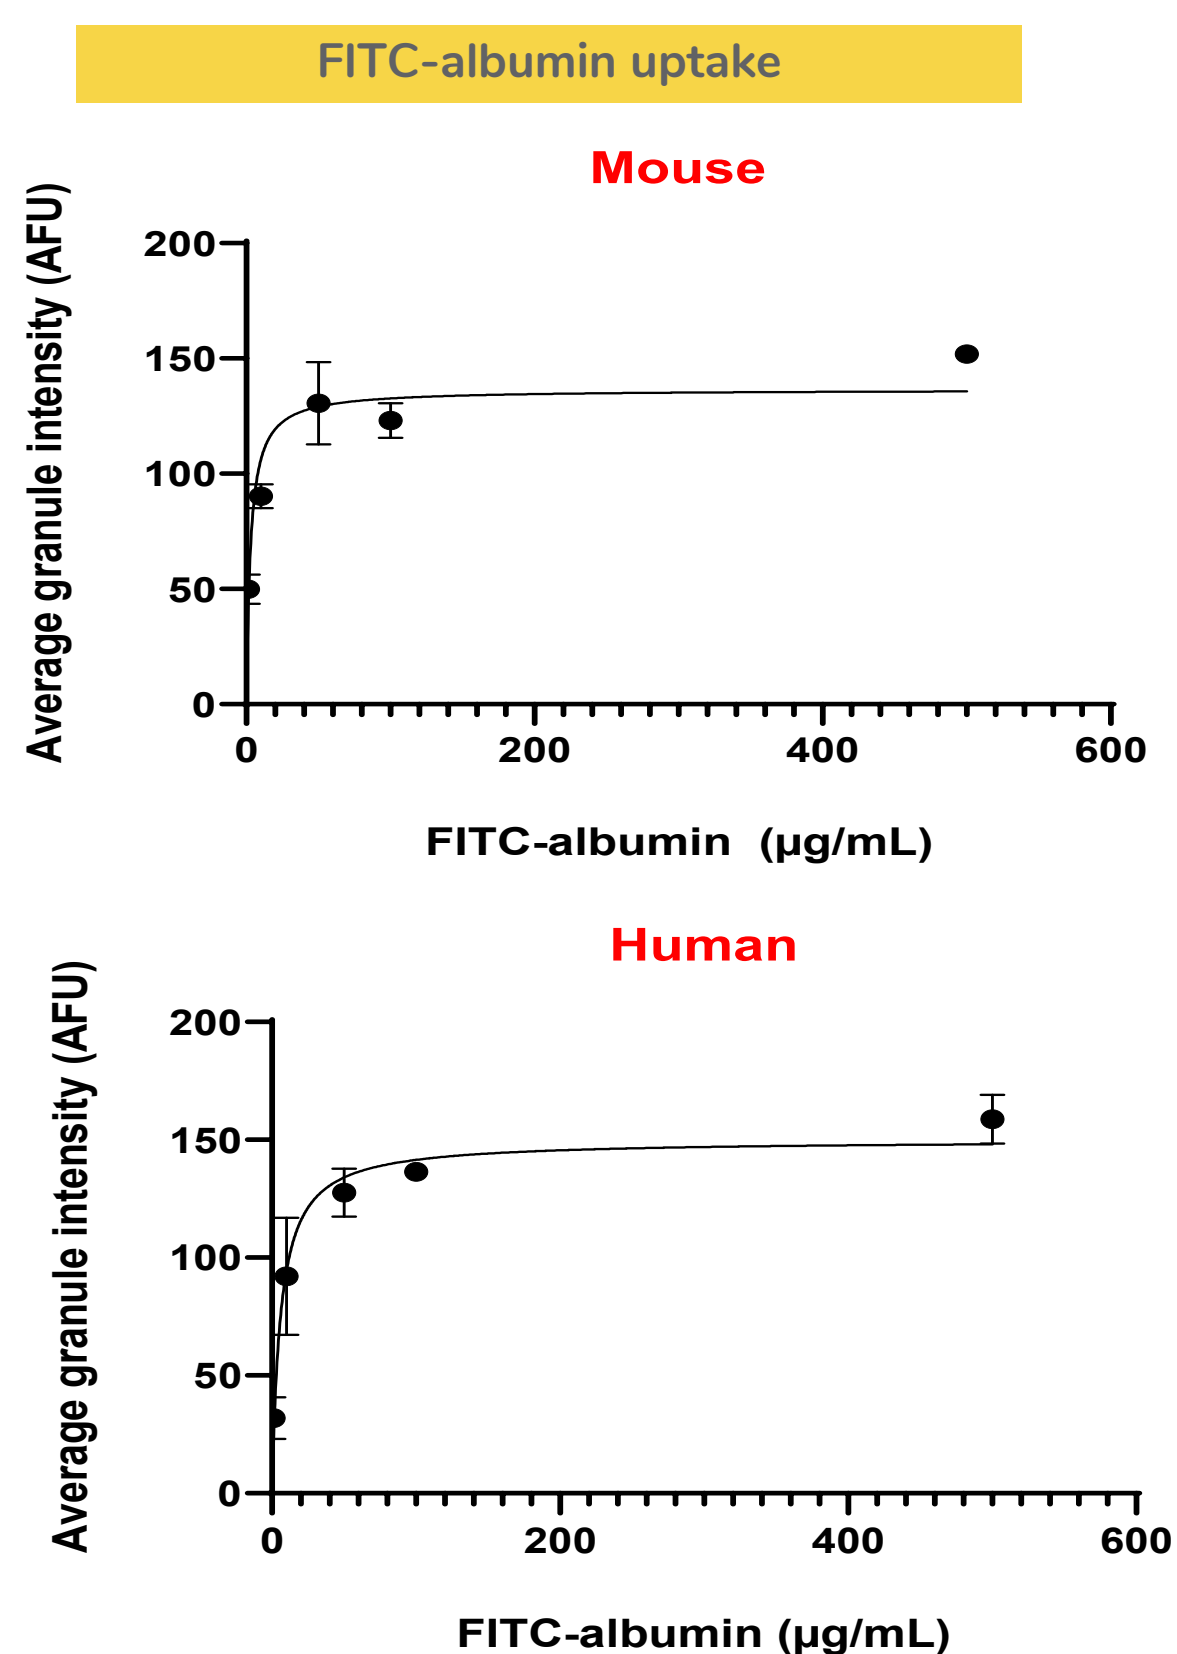 FITC-albumin uptake
Mouse
Average granule intensity (AFU)
200
150
100
50
0
0 200 400 600
FITC-albumin (µg/mL)
Human
Average granule intensity (AFU)
200
150
100
50
0
0 200 400 600
FITC-albumin (µg/mL)